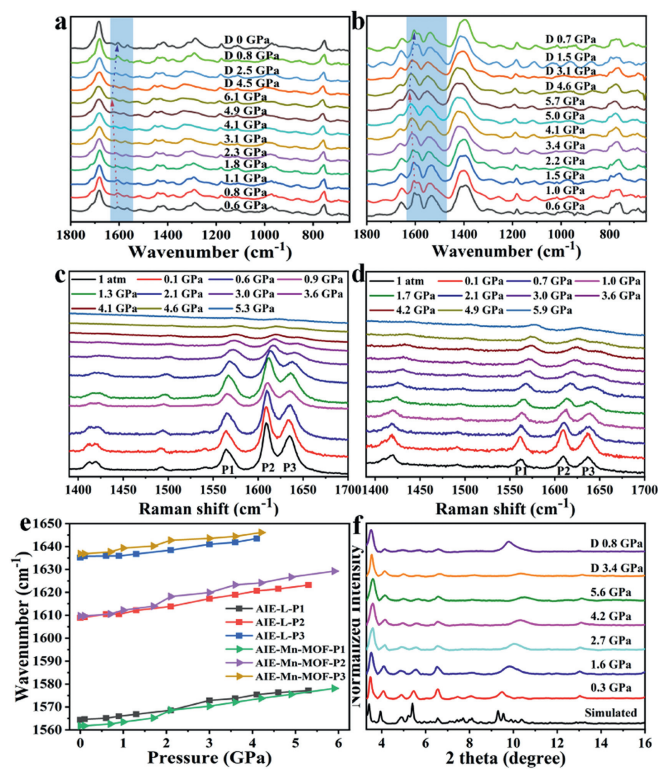 a
D 0 GPa
D 0.8 GPa
D 2.5 GPa
D 4.5 GPa
6.1 GPa
4.9 GPa
4.1 GPa
3.1 GPa
2.3 GPa
1.8 GPa
1.1 GPa
0.8 GPa
0.6 GPa
1800 1600 1400 1200 1000 800
Wavenumber (cm-1)
b
D 0.7 GPa
D 1.5 GPa
D 3.1 GPa
D 4.6 GPa
5.7 GPa
5.0 GPa
4.1 GPa
3.4 GPa
2.2 GPa
1.5 GPa
1.0 GPa
0.6 GPa
1800 1600 1400 1200 1000 800
Wavenumber (cm-1)
c
1 atm 0.1 GPa 0.6 GPa 0.9 GPa
1.3 GPa 2.1 GPa 3.0 GPa 3.6 GPa
4.1 GPa 4.6 GPa 5.3 GPa
P1 P2 P3
1400 1450 1500 1550 1600 1650 1700
Raman shift (cm-1)
d
1 atm 0.1 GPa 0.7 GPa 1.0 GPa
1.7 GPa 2.1 GPa 3.0 GPa 3.6 GPa
4.2 GPa 4.9 GPa 5.9 GPa
P1 P2 P3
1400 1450 1500 1550 1600 1650 1700
Raman shift (cm-1)
e
Wavenumber (cm-1)
1650
1640
1630
1620
1610
1600
1590
1580
1570
1560
AIE-L-P1
AIE-L-P2
AIE-L-P3
AIE-Mn-MOF-P1
AIE-Mn-MOF-P2
AIE-Mn-MOF-P3
0 1 2 3 4 5 6
Pressure (GPa)
f
Normalized Intensity
D 0.8 GPa
D 3.4 GPa
5.6 GPa
4.2 GPa
2.7 GPa
1.6 GPa
0.3 GPa
Simulated
4 6 8 10 12 14 16
2 theta (degree)